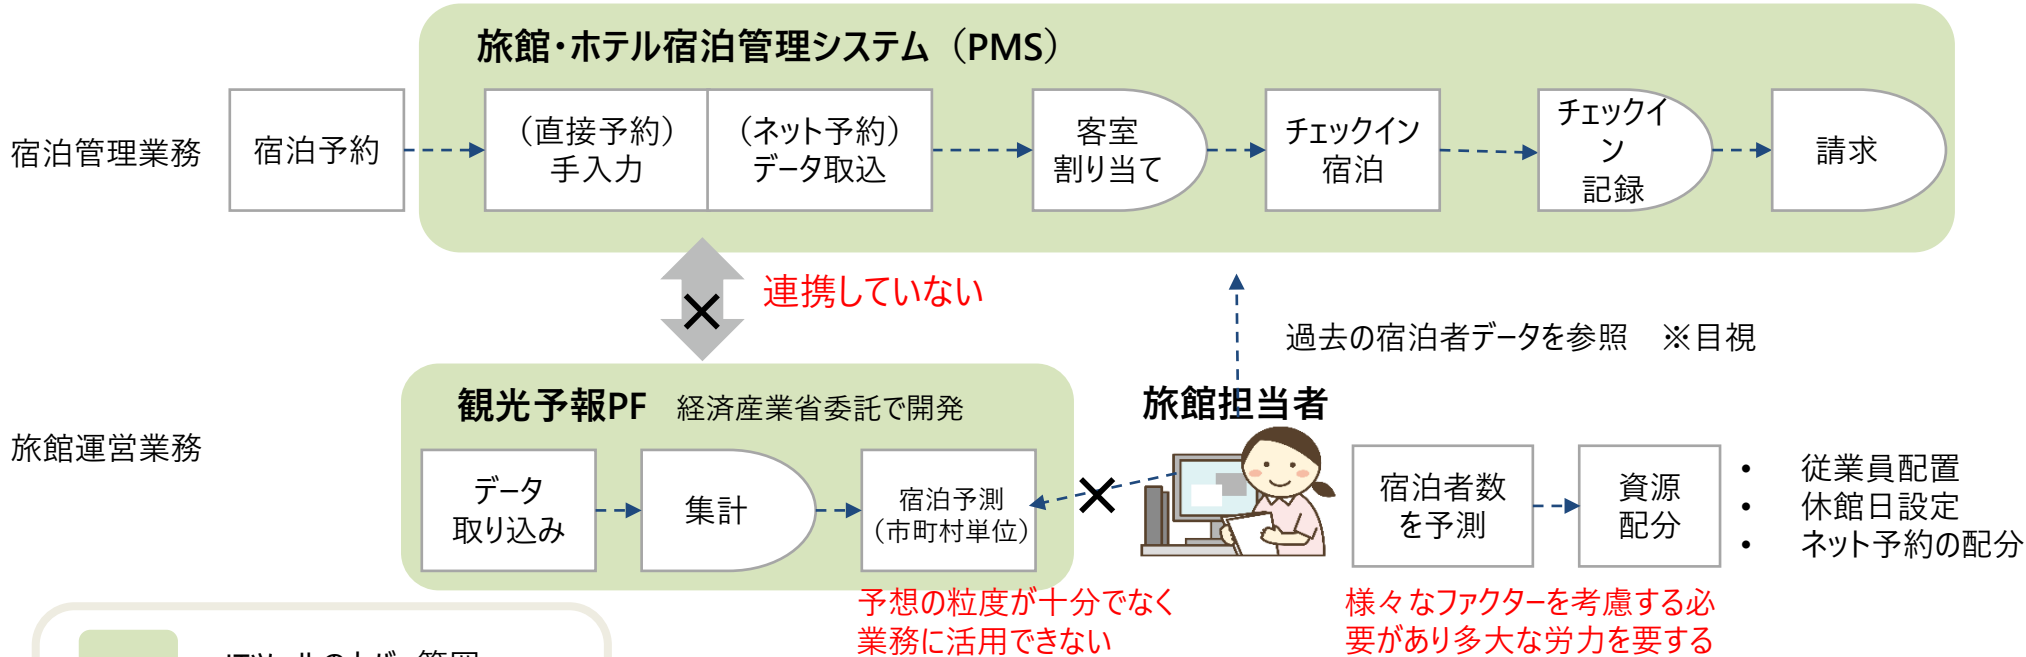 旅館・ホテル宿泊管理システム（PMS）
宿泊管理業務
宿泊予約
（直接予約）
手入力
（ネット予約）
データ取込
客室
割り当て
チェックイン
宿泊
チェックイ
ン
記録
請求
連携していない
過去の宿泊者データを参照　※目視
観光予報PF　経済産業省委託で開発
旅館担当者
旅館運営業務
データ
取り込み
集計
宿泊予測
（市町村単位）
宿泊者数
を予測
資源
配分
• 従業員配置
• 休館日設定
• ネット予約の配分
予想の粒度が十分でなく
業務に活用できない
様々なファクターを考慮する必
要があり多大な労力を要する